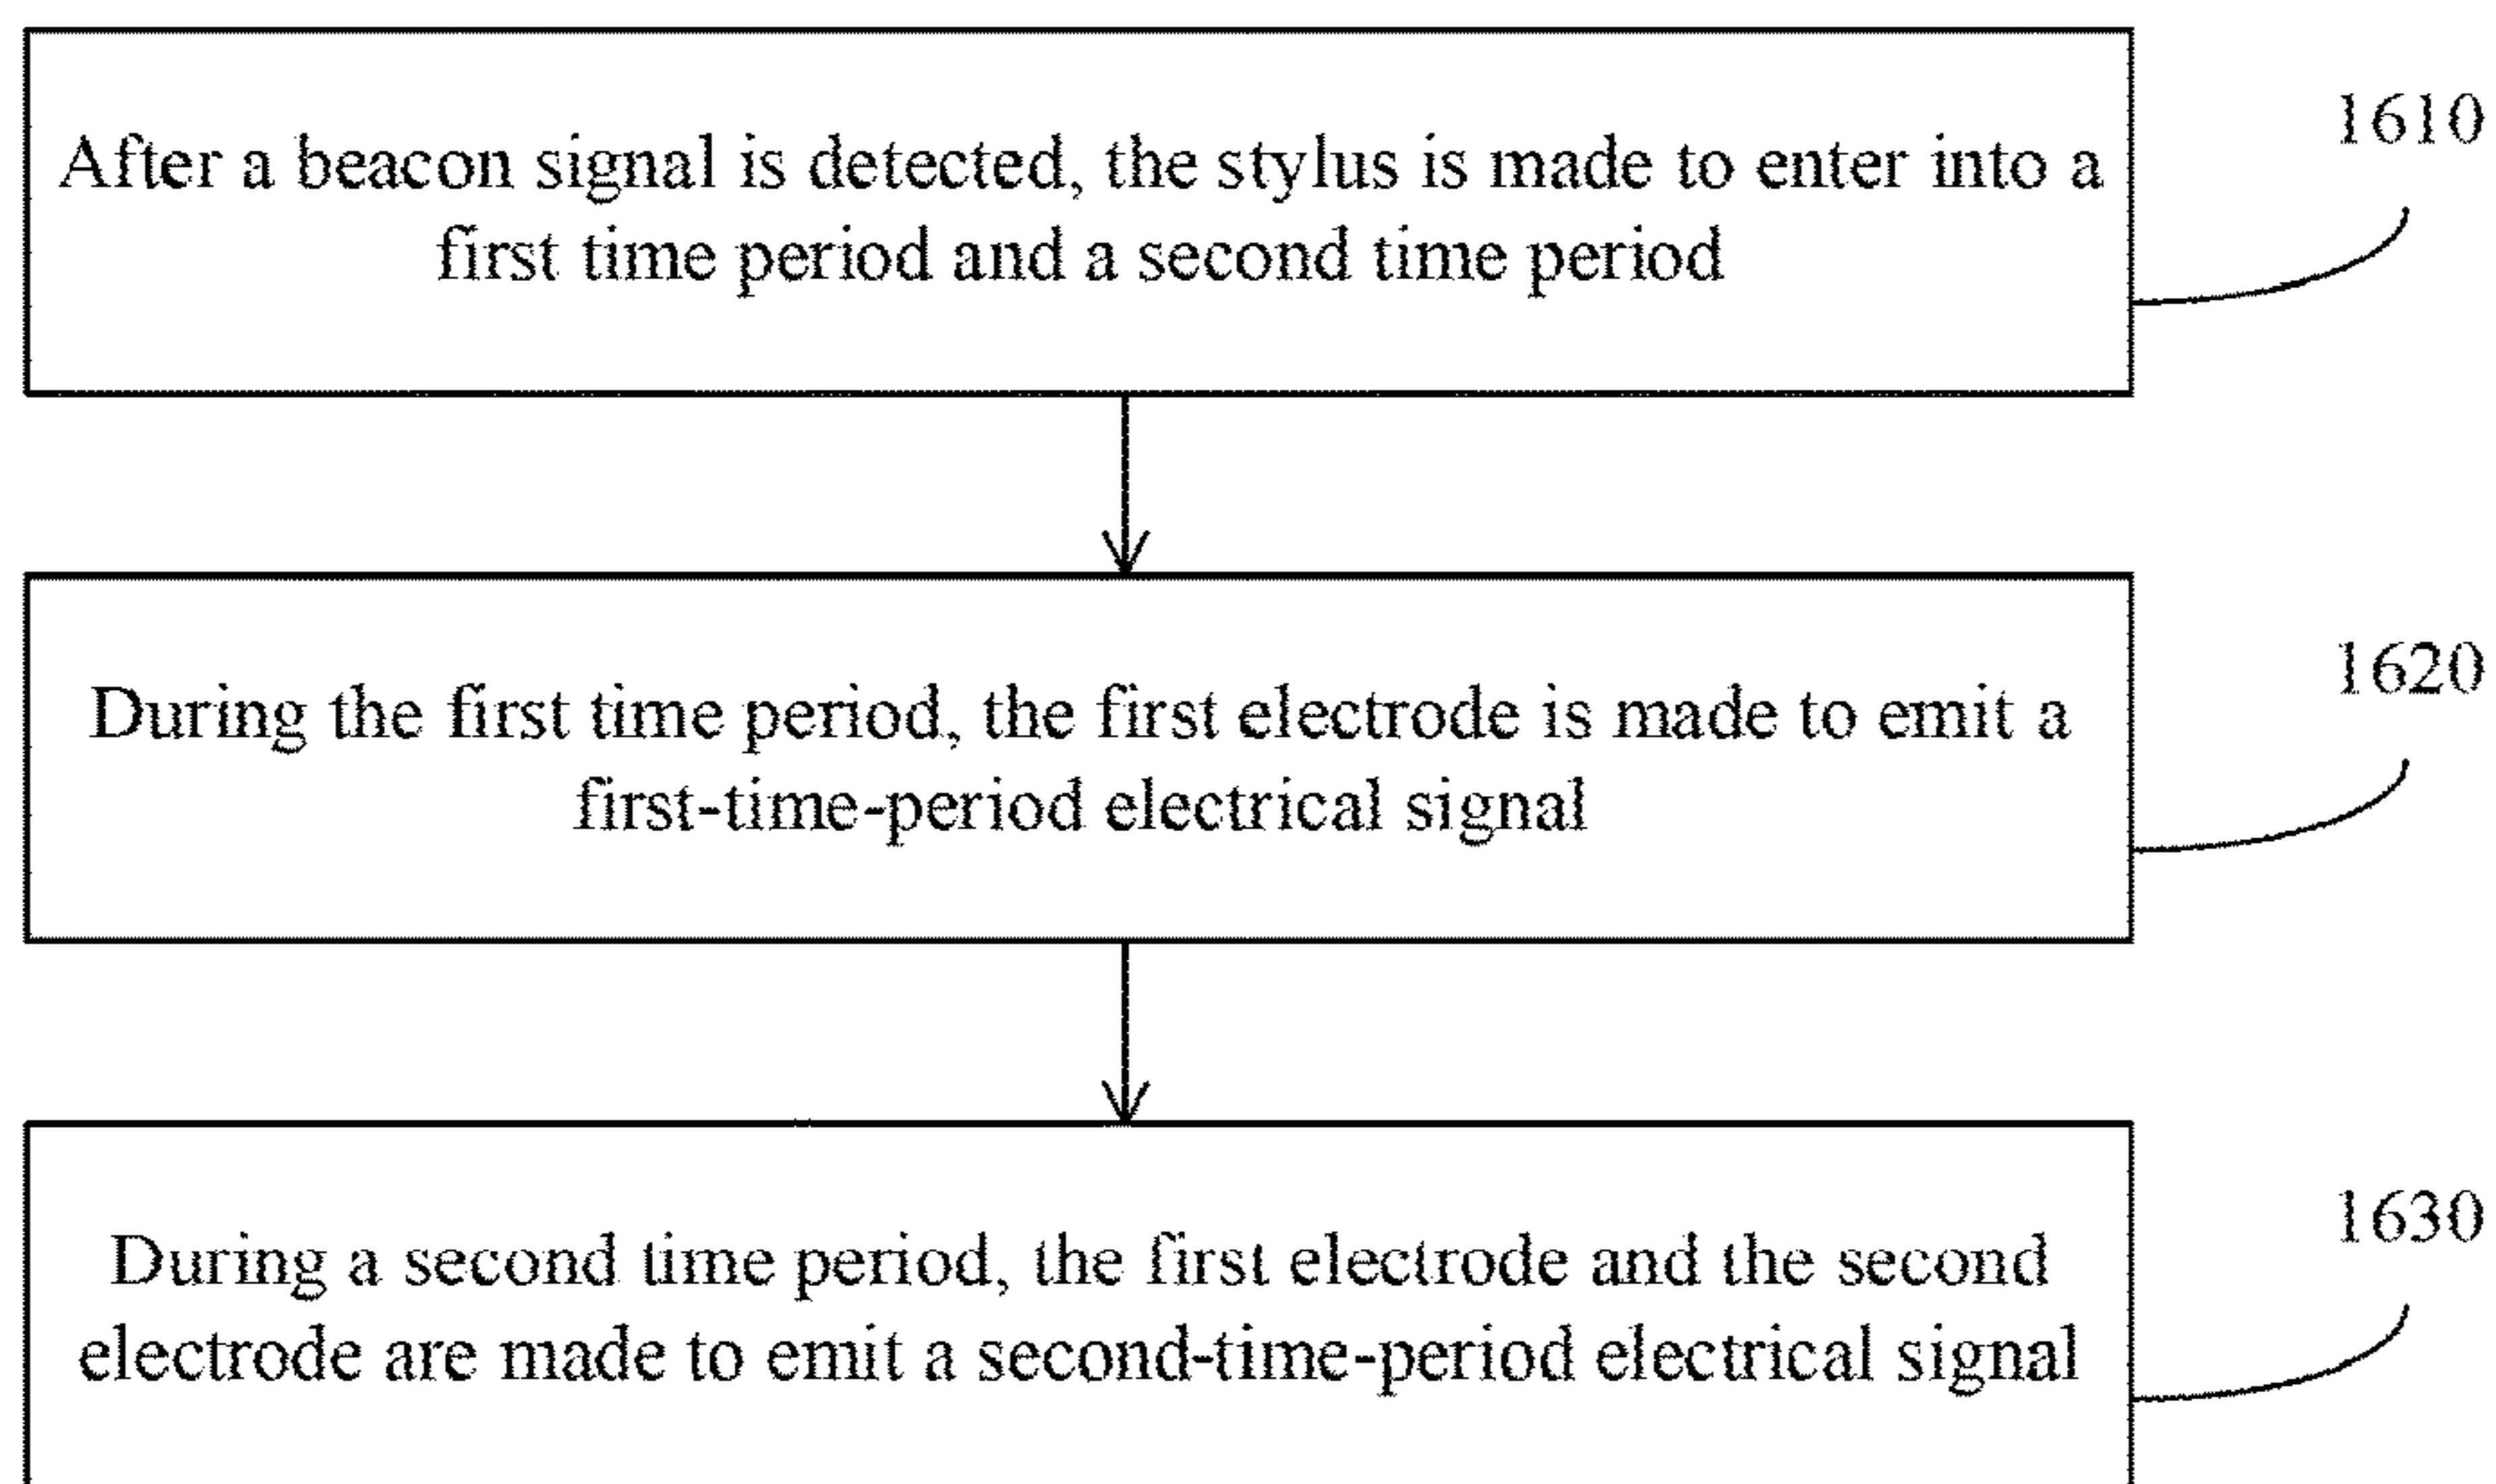 After a beacon signal is detected, the stylus is made to enter into a
first time period and a second time period
1610
During the first time period, the first electrode is made to emit a
first-time-period electrical signal
1620
During a second time period, the first electrode and the second
electrode are made to emit a second-time-period electrical signal
1630